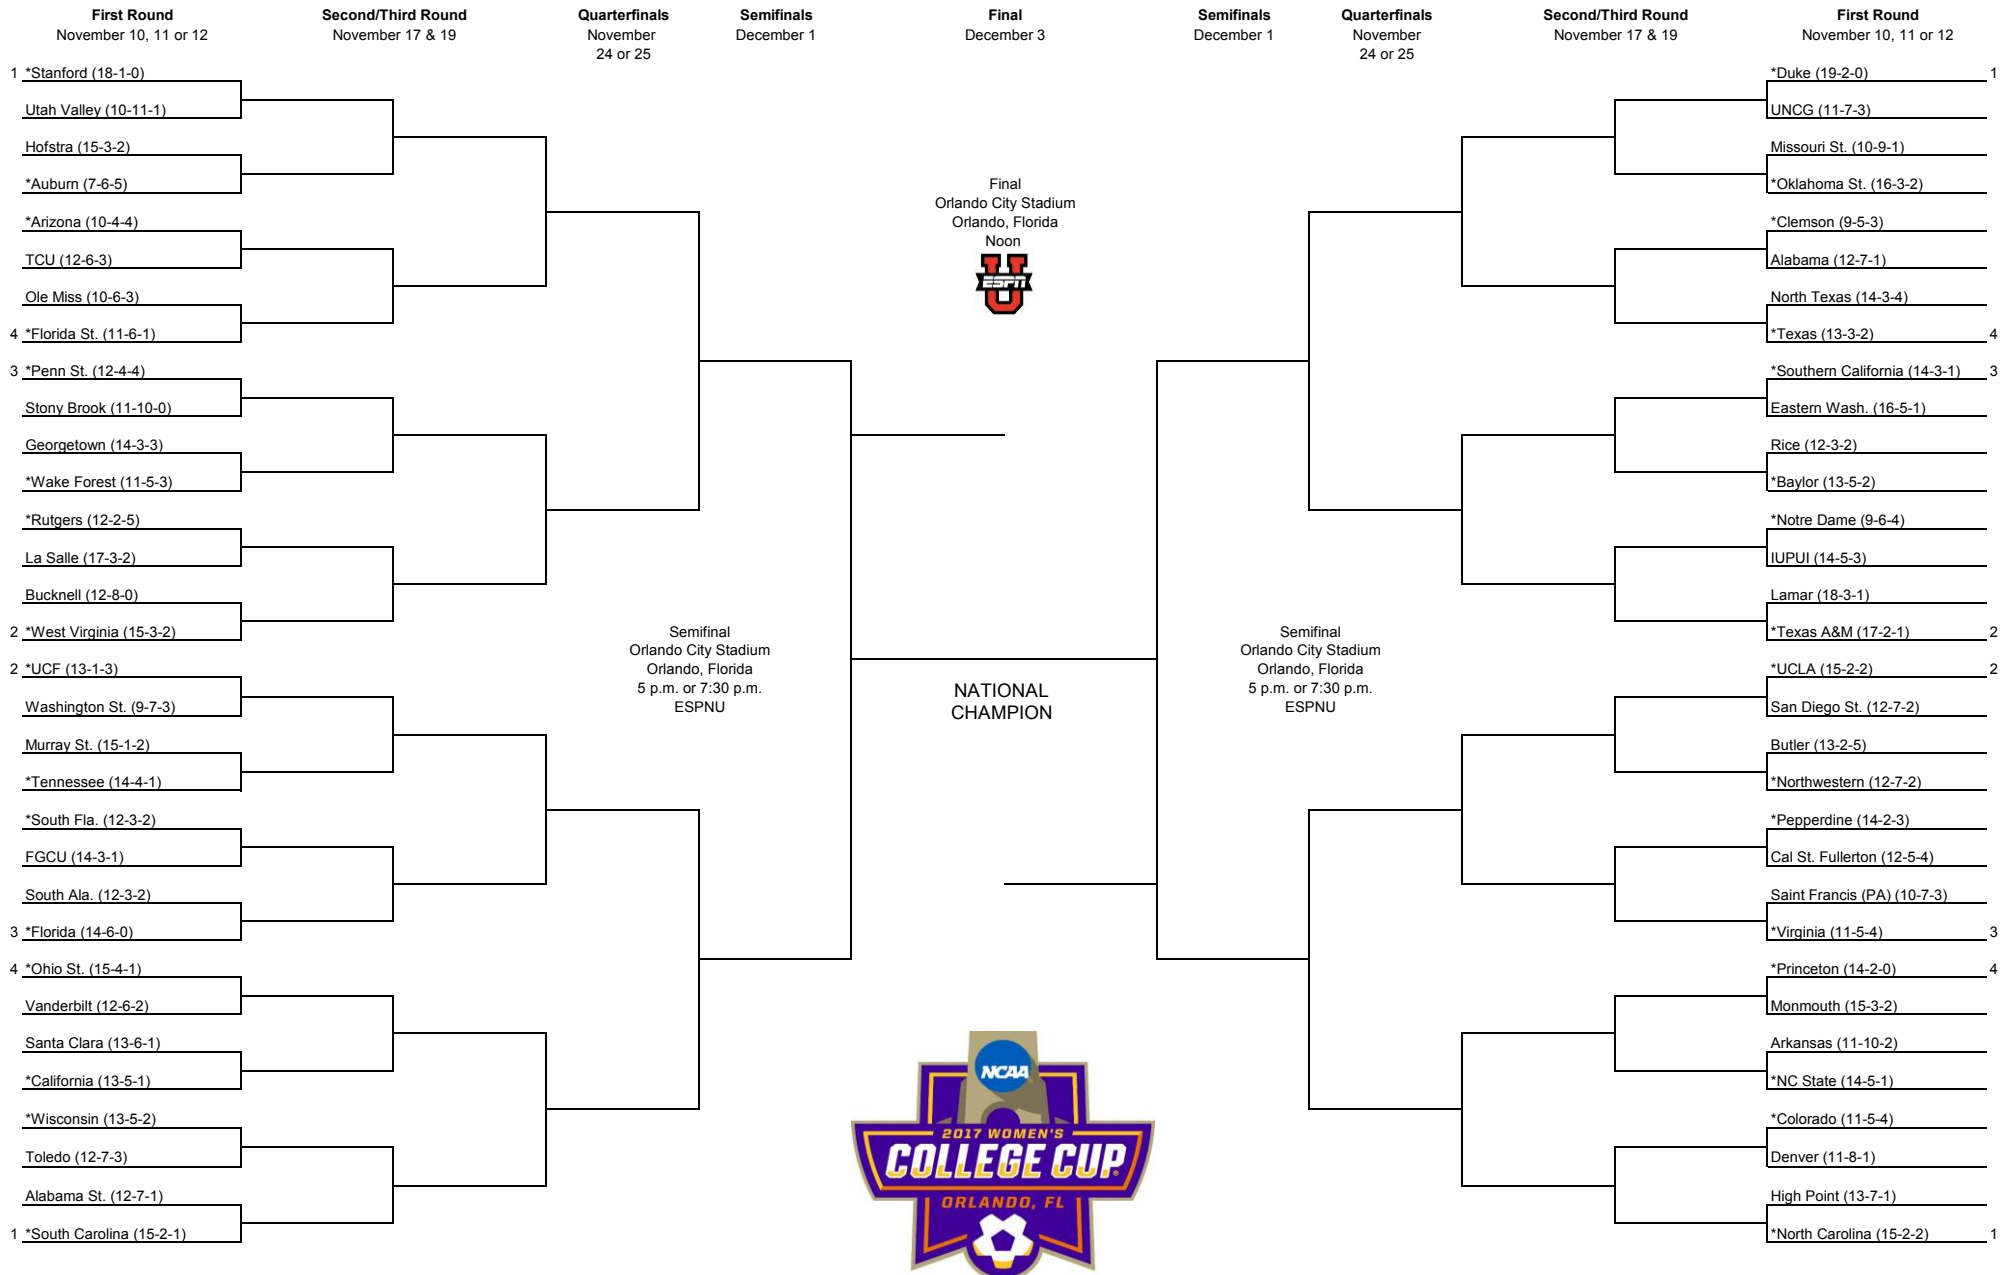 First Round
November 10, 11 or 12
Second/Third Round
November 17 & 19
Quarterfinals
November
24 or 25
Semifinals
December 1
Final
December 3
Semifinals
December 1
Quarterfinals
November
24 or 25
Second/Third Round
November 17 & 19
First Round
November 10, 11 or 12
1 *Stanford (18-1-0)
Utah Valley (10-11-1)
Hofstra (15-3-2)
*Auburn (7-6-5)
*Arizona (10-4-4)
TCU (12-6-3)
Ole Miss (10-6-3)
4 *Florida St. (11-6-1)
3 *Penn St. (12-4-4)
Stony Brook (11-10-0)
Georgetown (14-3-3)
*Wake Forest (11-5-3)
*Rutgers (12-2-5)
La Salle (17-3-2)
Bucknell (12-8-0)
2 *West Virginia (15-3-2)
2 *UCF (13-1-3)
Washington St. (9-7-3)
Murray St. (15-1-2)
*Tennessee (14-4-1)
*South Fla. (12-3-2)
FGCU (14-3-1)
South Ala. (12-3-2)
3 *Florida (14-6-0)
4 *Ohio St. (15-4-1)
Vanderbilt (12-6-2)
Santa Clara (13-6-1)
*California (13-5-1)
*Wisconsin (13-5-2)
Toledo (12-7-3)
Alabama St. (12-7-1)
1 *South Carolina (15-2-1)
Final
Orlando City Stadium
Orlando, Florida
Noon
ESPN
U
Semifinal
Orlando City Stadium
Orlando, Florida
5 p.m. or 7:30 p.m.
ESPNU
NATIONAL
CHAMPION
Semifinal
Orlando City Stadium
Orlando, Florida
5 p.m. or 7:30 p.m.
ESPNU
NCAA
2017 WOMEN'S
COLLEGE CUP
ORLANDO, FL
*Duke (19-2-0) 1
UNCG (11-7-3)
Missouri St. (10-9-1)
*Oklahoma St. (16-3-2)
*Clemson (9-5-3)
Alabama (12-7-1)
North Texas (14-3-4)
*Texas (13-3-2) 4
*Southern California (14-3-1) 3
Eastern Wash. (16-5-1)
Rice (12-3-2)
*Baylor (13-5-2)
*Notre Dame (9-6-4)
IUPUI (14-5-3)
Lamar (18-3-1)
*Texas A&M (17-2-1) 2
*UCLA (15-2-2) 2
San Diego St. (12-7-2)
Butler (13-2-5)
*Northwestern (12-7-2)
*Pepperdine (14-2-3)
Cal St. Fullerton (12-5-4)
Saint Francis (PA) (10-7-3)
*Virginia (11-5-4) 3
*Princeton (14-2-0) 4
Monmouth (15-3-2)
Arkansas (11-10-2)
*NC State (14-5-1)
*Colorado (11-5-4)
Denver (11-8-1)
High Point (13-7-1)
*North Carolina (15-2-2) 1